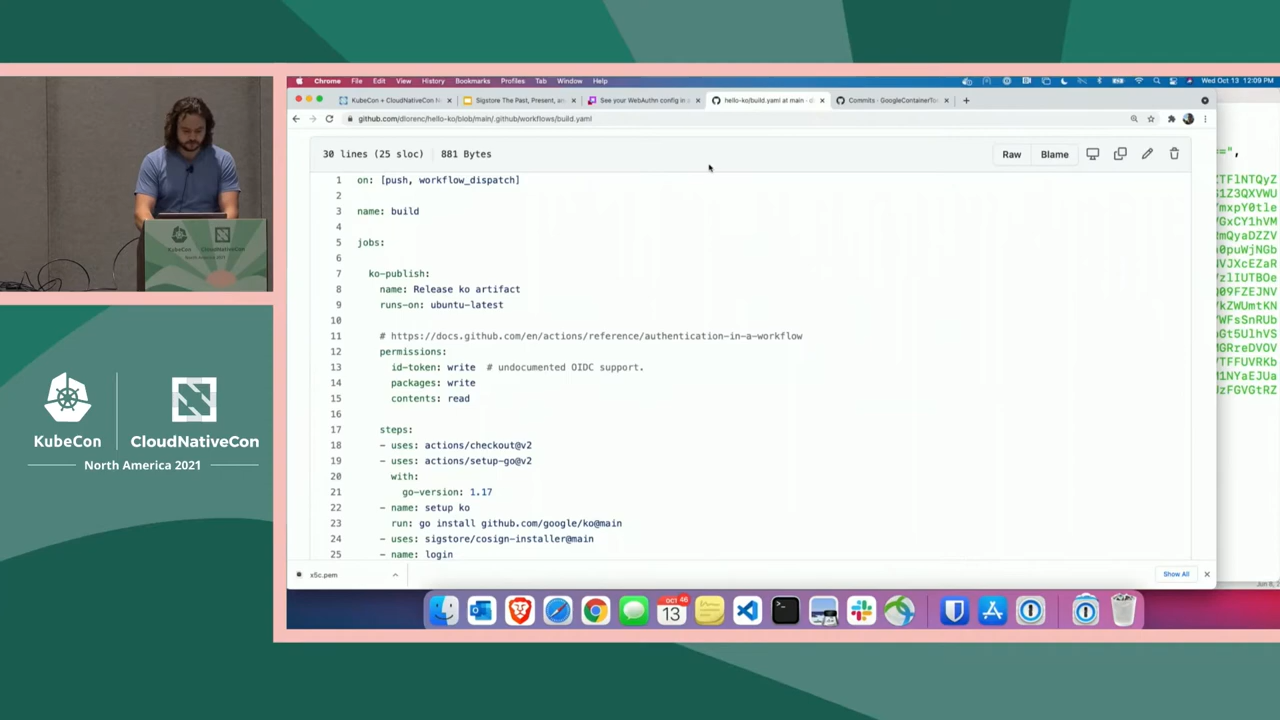 Chrome File Edit View History Bookmarks Profiles Tab Window Help
Wed Oct 13 12:09 PM
KubeCon + CloudNativeCon N
Sigstore The Past, Present, an
See your WebAuthn config in a
hello-ko/build.yaml at main · d
Commits · GoogleContainerTo
github.com/dlorenc/hello-ko/blob/main/.github/workflows/build.yaml
30 lines (25 sloc) 881 Bytes
Raw Blame
1 on: [push, workflow_dispatch]
2
3 name: build
4
5 jobs:
6
7 ko-publish:
8 name: Release ko artifact
9 runs-on: ubuntu-latest
10
11 # https://docs.github.com/en/actions/reference/authentication-in-a-workflow
12 permissions:
13 id-token: write # undocumented OIDC support.
14 packages: write
15 contents: read
16
17 steps:
18 - uses: actions/checkout@v2
19 - uses: actions/setup-go@v2
20 with:
21 go-version: 1.17
22 - name: setup ko
23 run: go install github.com/google/ko@main
24 - uses: sigstore/cosign-installer@main
25 - name: login
x5c.pem
Show All
OCT
46
13
KubeCon
CloudNativeCon
North America 2021
KubeCon
CloudNativeCon
North America 2021